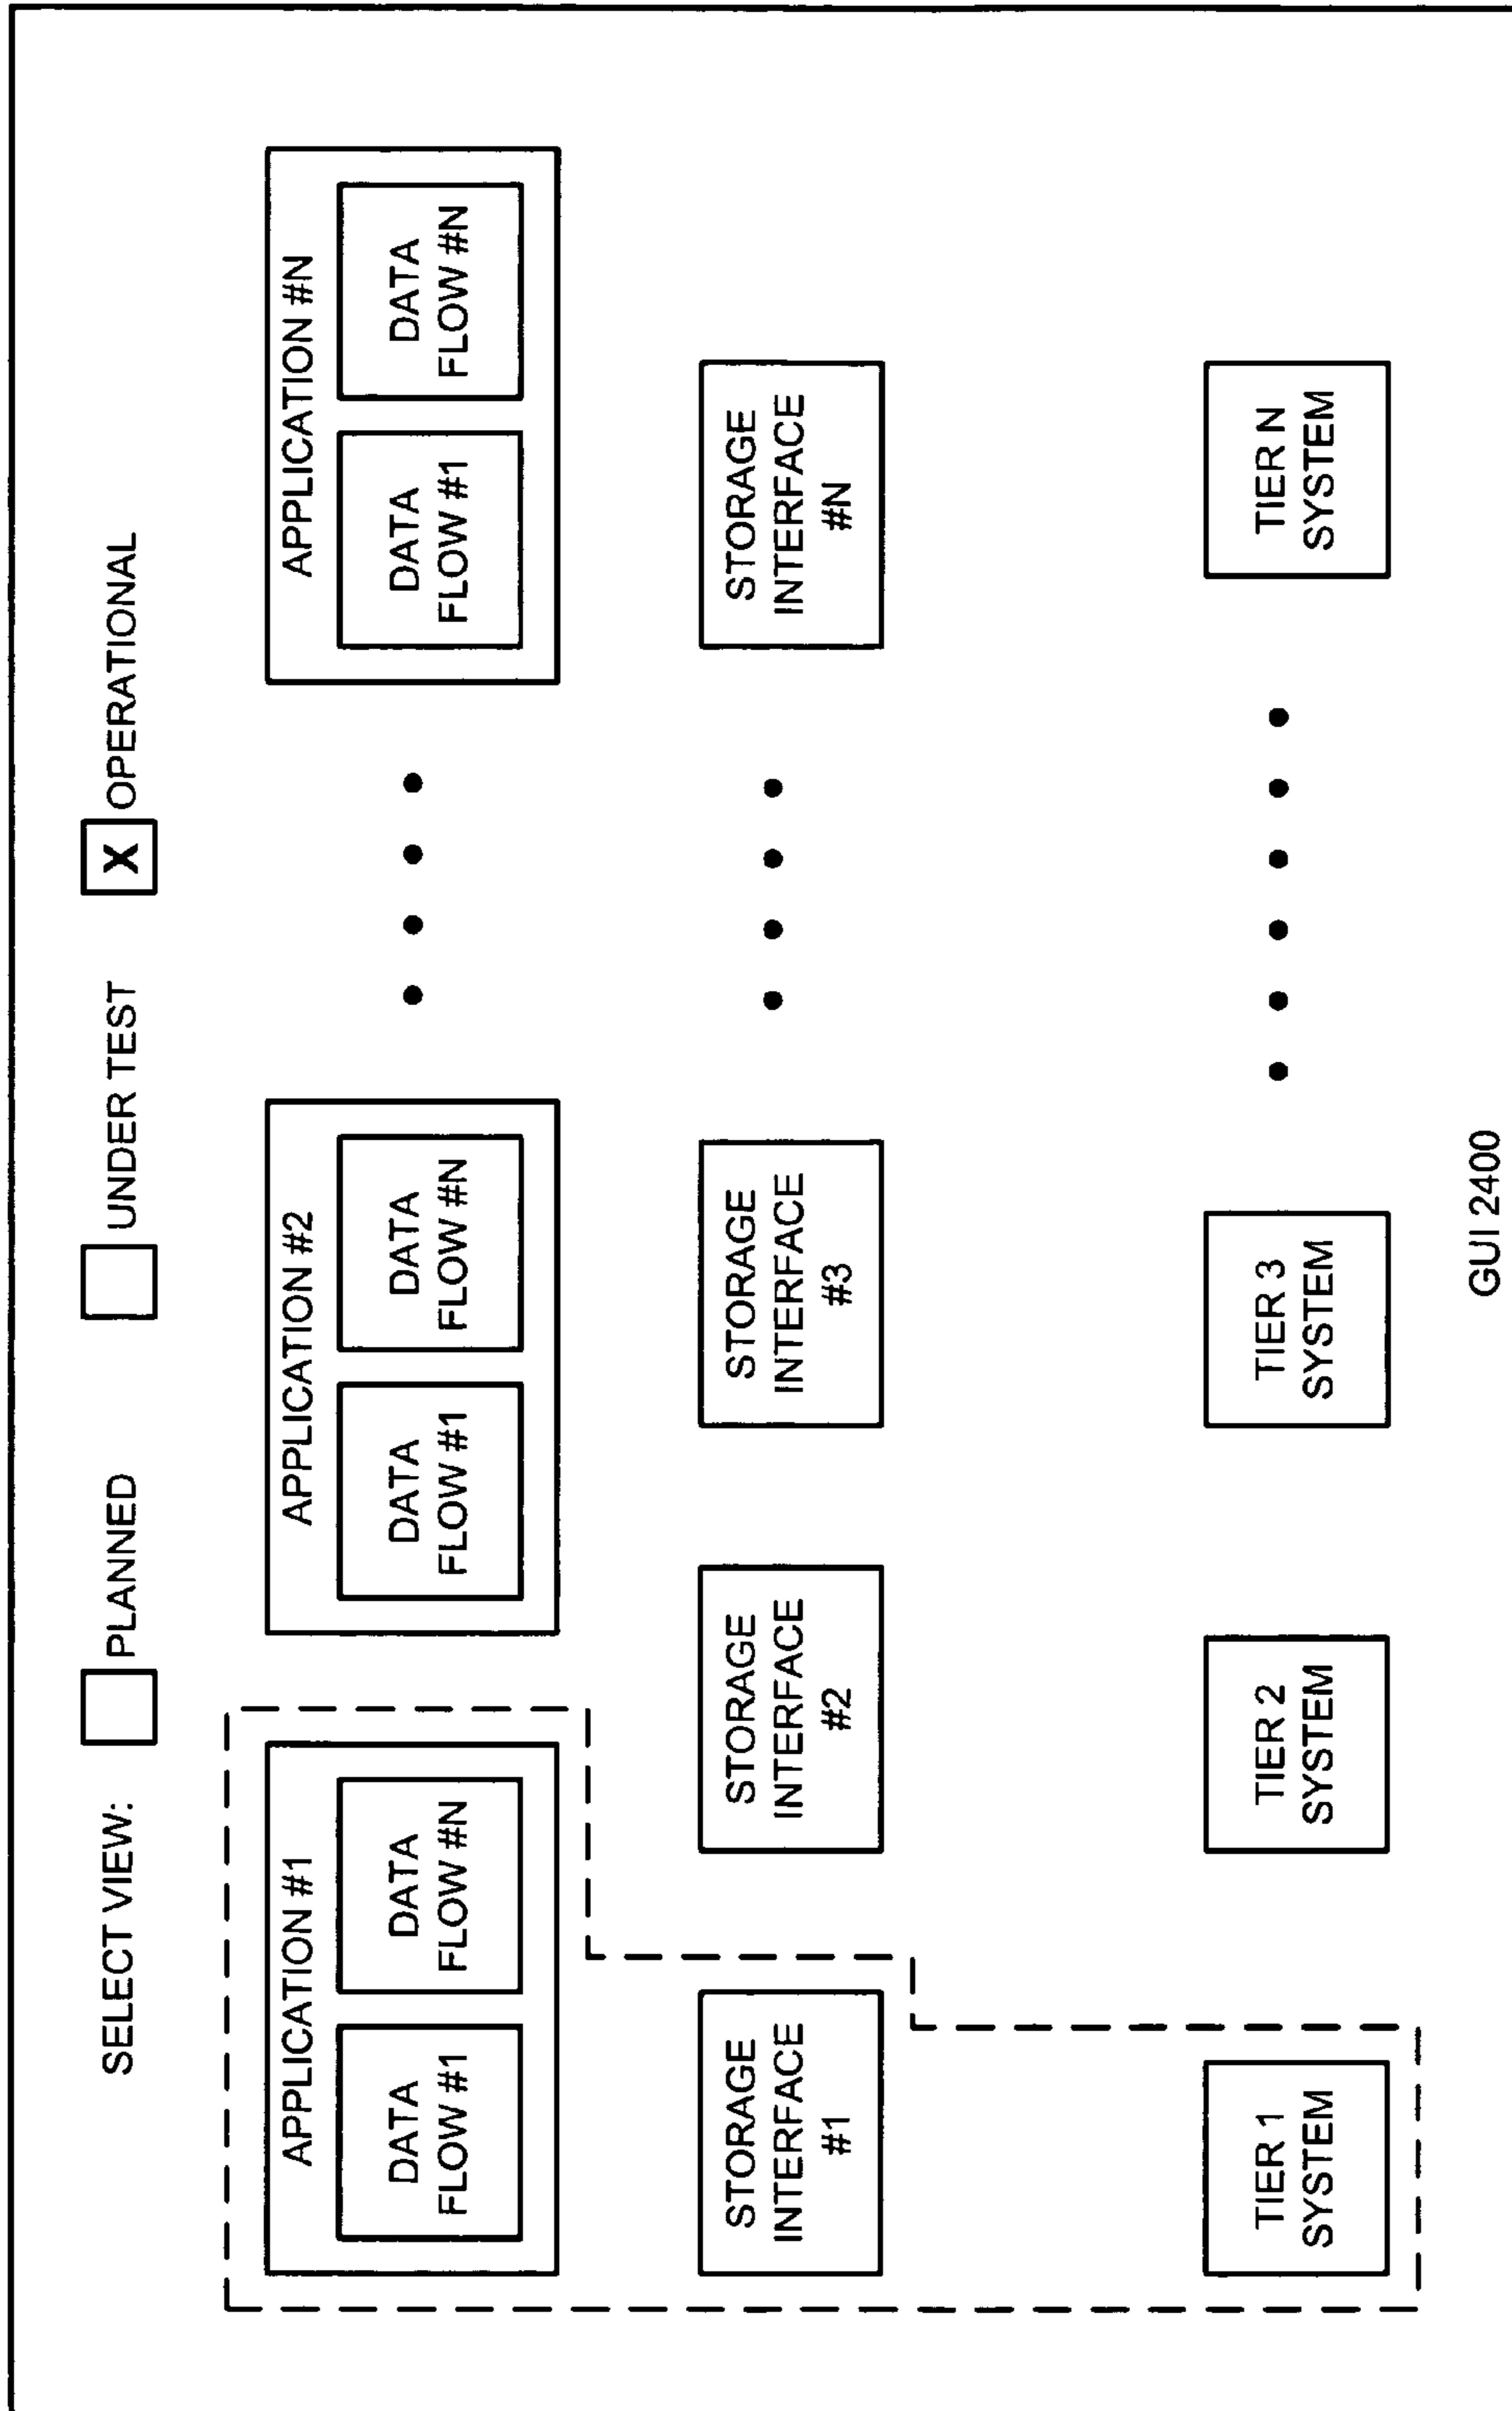 SELECT VIEW:
PLANNED
UNDER TEST
X OPERATIONAL
APPLICATION #1
DATA
FLOW #1
DATA
FLOW #N
APPLICATION #2
DATA
FLOW #1
DATA
FLOW #N
APPLICATION #N
DATA
FLOW #1
DATA
FLOW #N
STORAGE
INTERFACE
#1
STORAGE
INTERFACE
#2
STORAGE
INTERFACE
#3
STORAGE
INTERFACE
#N
TIER 1
SYSTEM
TIER 2
SYSTEM
TIER 3
SYSTEM
TIER N
SYSTEM
GUI 2400